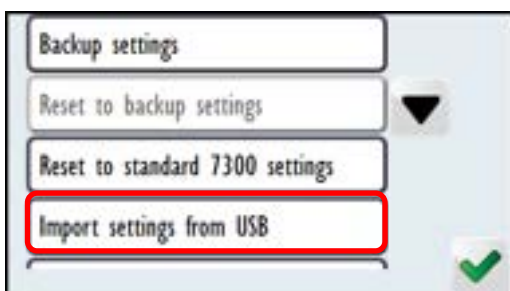 Backup settings
Reset to backup settings
Reset to standard 7300 settings
Import settings from USB